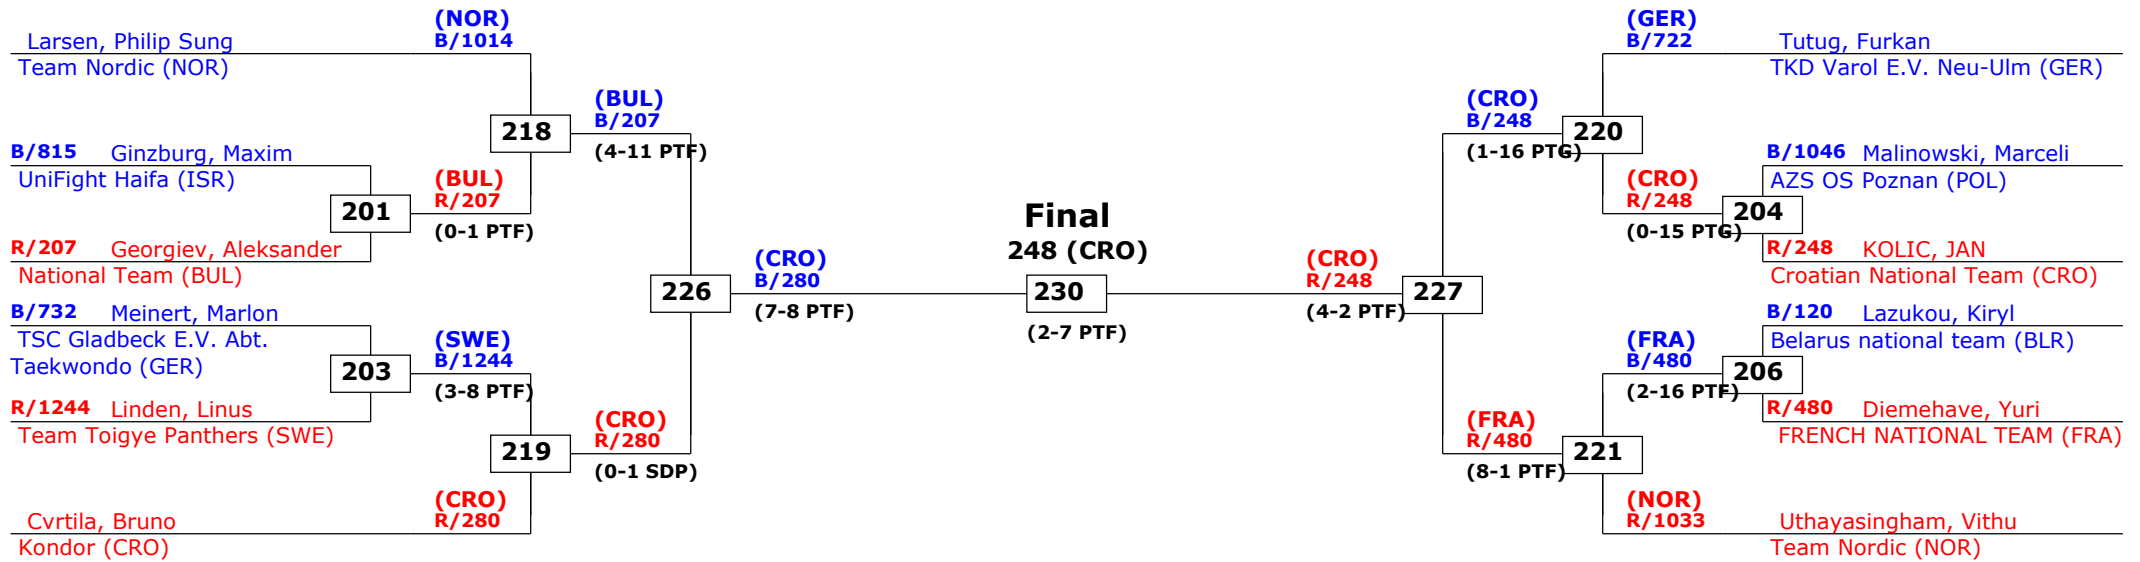 (NOR)
Larsen, Philip Sung B/1014
Team Nordic (NOR)
(BUL)
B/207
218
(4-11 PTF)
B/815 Ginzburg, Maxim
UniFight Haifa (ISR)
(BUL)
R/207
201
(0-1 PTF)
R/207 Georgiev, Aleksander
National Team (BUL)
(CRO)
B/280
226
(7-8 PTF)
B/732 Meinert, Marlon
TSC Gladbeck E.V. Abt.
Taekwondo (GER)
(SWE)
B/1244
203
(3-8 PTF)
R/1244 Linden, Linus
Team Toigye Panthers (SWE)
(CRO)
R/280
219
(0-1 SDP)
(CRO)
R/280
Cvrtila, Bruno
Kondor (CRO)
Final
248 (CRO)
230
(2-7 PTF)
(GER)
B/722 Tutug, Furkan
TKD Varol E.V. Neu-Ulm (GER)
(CRO)
B/248
220
(1-16 PTG)
B/1046 Malinowski, Marceli
AZS OS Poznan (POL)
(CRO)
R/248
204
(0-15 PTG)
R/248 KOLIC, JAN
Croatian National Team (CRO)
(CRO)
R/248
227
(4-2 PTF)
B/120 Lazukou, Kiryl
Belarus national team (BLR)
(FRA)
B/480
206
(2-16 PTF)
R/480 Diemehave, Yuri
FRENCH NATIONAL TEAM (FRA)
(FRA)
R/480
221
(8-1 PTF)
(NOR)
R/1033 Uthayasingham, Vithu
Team Nordic (NOR)